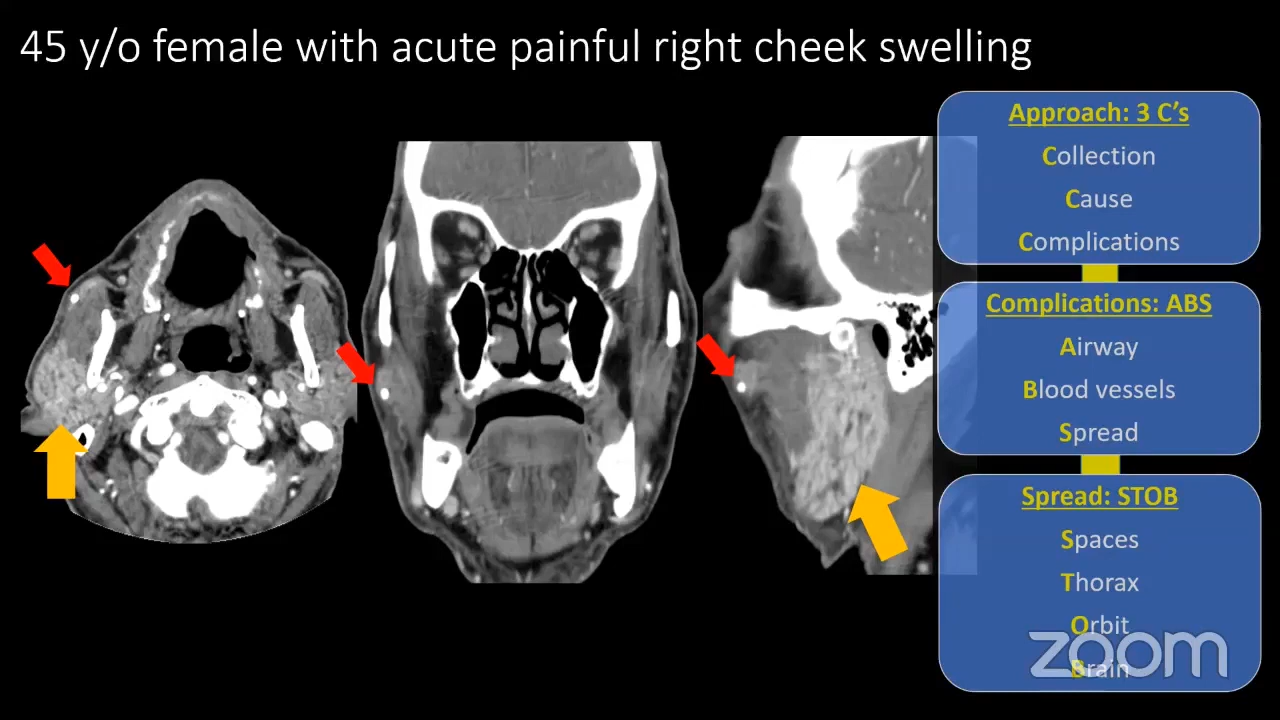 45 y/o female with acute painful right cheek swelling
Approach: 3 C's
Collection
Cause
Complications
Complications: ABS
Airway
Blood vessels
Spread
Spread: STOB
Spaces
Thorax
Orbit
Brain
zoom